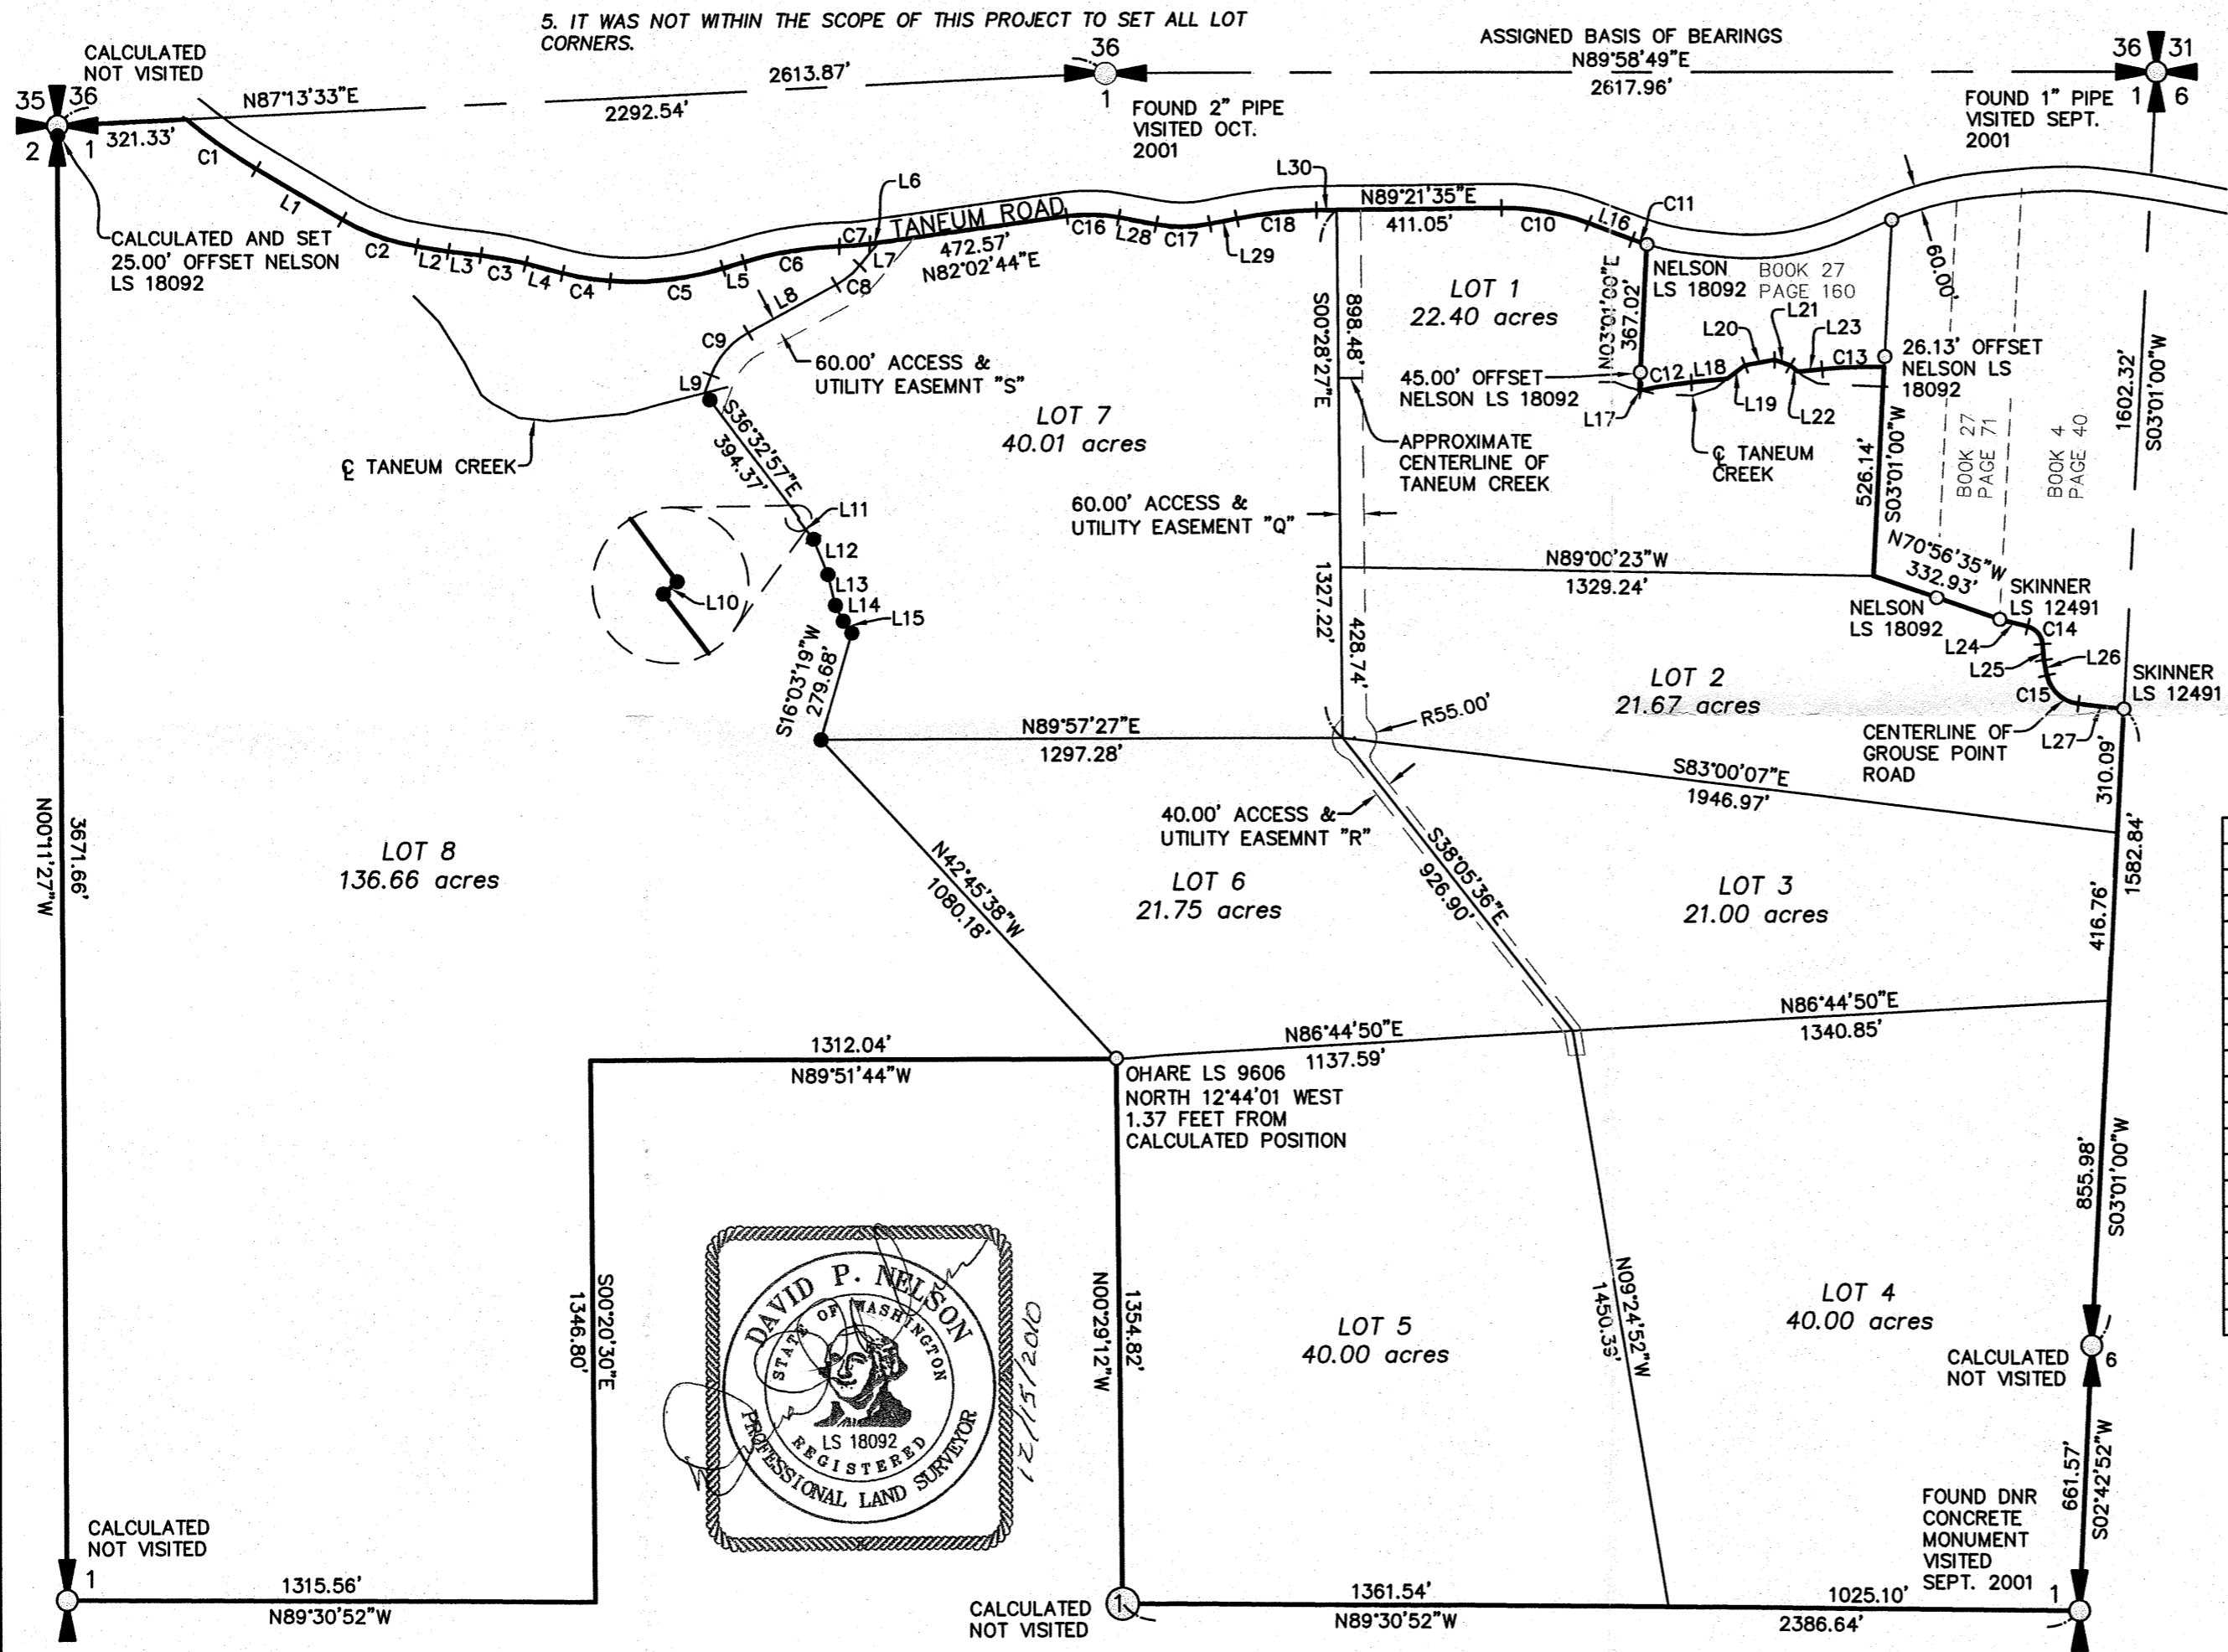 5. IT WAS NOT WITHIN THE SCOPE OF THIS PROJECT TO SET ALL LOT
CORNERS.
CALCULATED
NOT VISITED
35 36
2 1
N87°13'33"E
321.33'
2613.87'
2292.54'
36
1
FOUND 2" PIPE
VISITED OCT.
2001
ASSIGNED BASIS OF BEARINGS
N89°58'49"E
2617.96'
36 31
1 6
FOUND 1" PIPE
VISITED SEPT.
2001
CALCULATED AND SET
25.00' OFFSET NELSON
LS 18092
C1
L1
C2
L2
L3
C3
L4
C4
C5
L5
C6
C7
L6
L7
C8
L8
C9
L9
TANEUM ROAD
472.57'
N82°02'44"E
C16
L28
C17
L29
C18
L30
N89°21'35"E
411.05'
C10
L16
C11
NELSON
LS 18092
BOOK 27
PAGE 160
60.00'
LOT 1
22.40 acres
N03°01'00"E
367.02'
45.00' OFFSET
NELSON LS 18092
L17
C12
L18
L19
L20
L21
L22
L23
C13
26.13' OFFSET
NELSON LS
18092
℄ TANEUM
CREEK
526.14'
S03°01'00"W
BOOK 27
PAGE 71
BOOK 4
PAGE 40
1602.32'
S03°01'00"W
S00°28'27"E
898.48'
1327.22'
428.74'
APPROXIMATE
CENTERLINE OF
TANEUM CREEK
60.00' ACCESS &
UTILITY EASEMNT "S"
℄ TANEUM CREEK
LOT 7
40.01 acres
60.00' ACCESS &
UTILITY EASEMENT "Q"
S36°32'57"E
394.37'
L11
L12
L13
L14
L15
L10
S16°03'19"W
279.68'
N89°00'23"W
1329.24'
N70°56'35"W
332.93'
NELSON
LS 18092
SKINNER
LS 12491
L24
C14
L25
L26
C15
L27
SKINNER
LS 12491
CENTERLINE OF
GROUSE POINT
ROAD
LOT 2
21.67 acres
R55.00'
N89°57'27"E
1297.28'
S83°00'07"E
1946.97'
310.09'
1582.84'
416.76'
40.00' ACCESS &
UTILITY EASEMNT "R"
S38°05'36"E
926.90'
N00°11'27"W
3671.66'
LOT 8
136.66 acres
N42°45'38"W
1080.18'
LOT 6
21.75 acres
LOT 3
21.00 acres
N86°44'50"E
1137.59'
N86°44'50"E
1340.85'
1312.04'
N89°51'44"W
OHARE LS 9606
NORTH 12°44'01 WEST
1.37 FEET FROM
CALCULATED POSITION
855.98'
S03°01'00"W
S00°20'30"E
1346.80'
N00°29'12"W
1354.82'
DAVID P. NELSON
STATE OF WASHINGTON
LS 18092
REGISTERED
PROFESSIONAL LAND SURVEYOR
12/15/2010
LOT 5
40.00 acres
N09°24'52"W
LOT 4
40.00 acres
CALCULATED
NOT VISITED
6
661.57'
S02°42'52"W
FOUND DNR
CONCRETE
MONUMENT
VISITED
SEPT. 2001
1
CALCULATED
NOT VISITED
1
1315.56'
N89°30'52"W
CALCULATED
NOT VISITED
1
1361.54'
N89°30'52"W
1025.10'
2386.64'